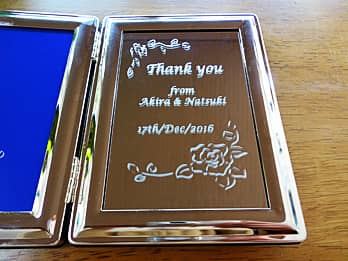 Thank you
from
Akira & Natsuki
17th/Dec/2016